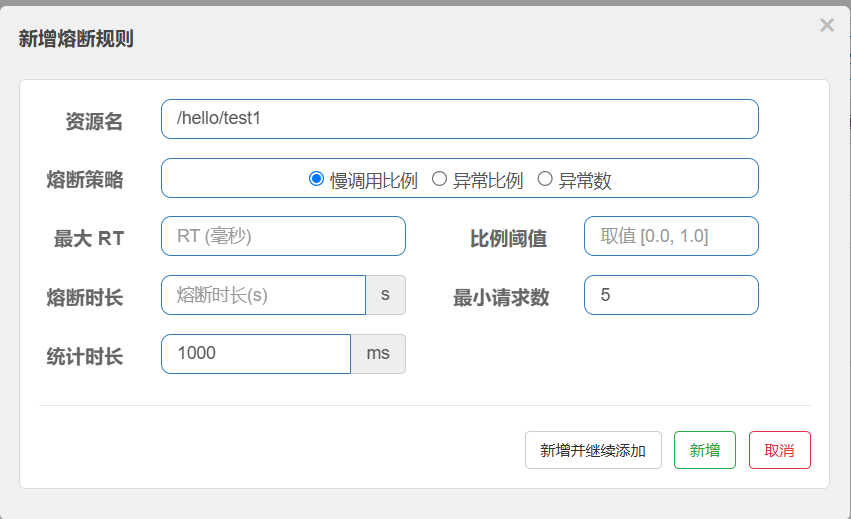 新增熔断规则
×
资源名 /hello/test1
熔断策略 慢调用比例 异常比例 异常数
最大 RT RT (毫秒) 比例阈值 取值 [0.0, 1.0]
熔断时长 熔断时长(s) s 最小请求数 5
统计时长 1000 ms
新增并继续添加 新增 取消